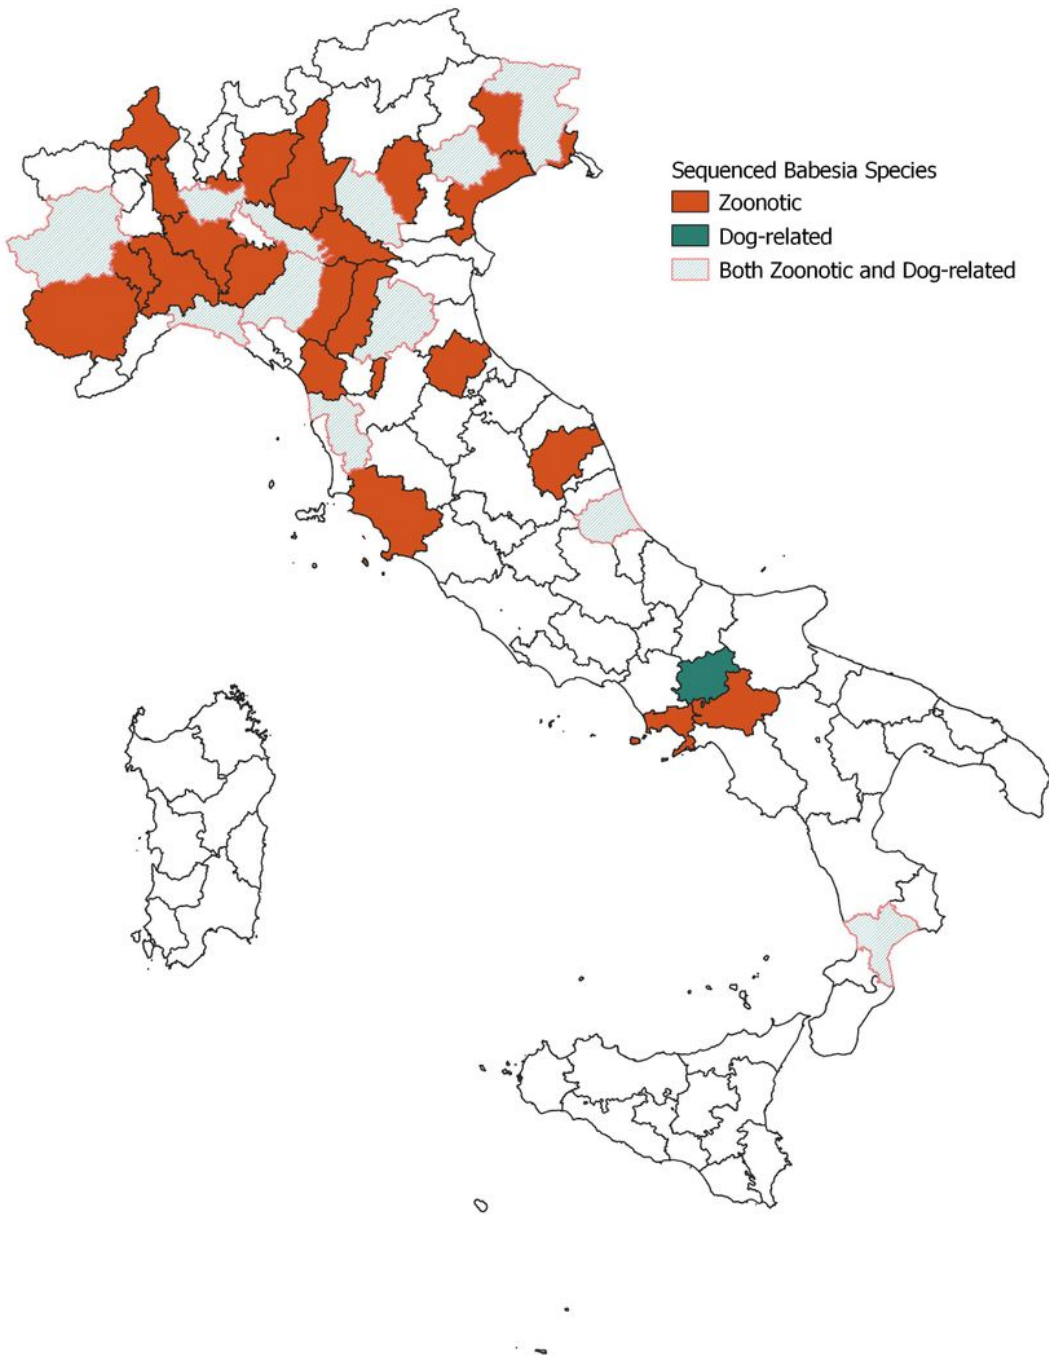 Sequenced Babesia Species
Zoonotic
Dog-related
Both Zoonotic and Dog-related